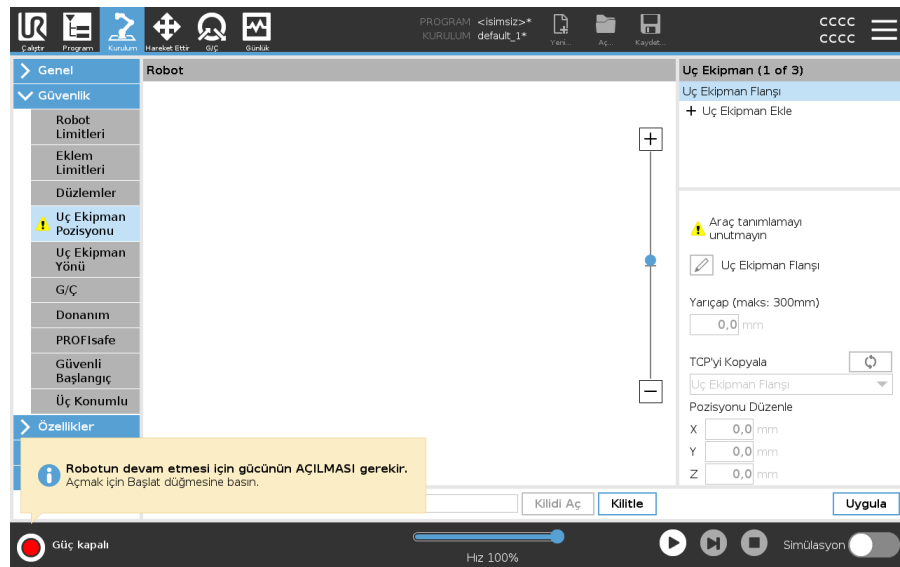 PROGRAM <isimsiz>*
KURULUM default_1*
Çalıştır Program Kurulum Hareket Ettir G/Ç Günlük
Yeni... Aç... Kaydet...
cccc
cccc
Genel
Güvenlik
Robot
Limitleri
Eklem
Limitleri
Düzlemler
Uç Ekipman
Pozisyonu
Uç Ekipman
Yönü
G/Ç
Donanım
PROFIsafe
Güvenli
Başlangıç
Üç Konumlu
Özellikler
Robot
Uç Ekipman (1 of 3)
Uç Ekipman Flanşı
+ Uç Ekipman Ekle
Araç tanımlamayı
unutmayın
Uç Ekipman Flanşı
Yarıçap (maks: 300mm)
0,0 mm
TCP'yi Kopyala
Uç Ekipman Flanşı
Pozisyonu Düzenle
X 0,0 mm
Y 0,0 mm
Z 0,0 mm
Robotun devam etmesi için gücünün AÇILMASI gerekir.
Açmak için Başlat düğmesine basın.
Kilidi Aç Kilitle Uygula
Güç kapalı
Hız 100%
Simülasyon